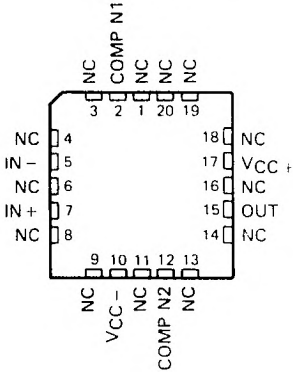 NC
COMP N1
NC
NC
NC
3 2 1 20 19
NC 4
IN − 5
NC 6
IN + 7
NC 8
18 NC
17 VCC +
16 NC
15 OUT
14 NC
9 10 11 12 13
NC
VCC −
NC
COMP N2
NC